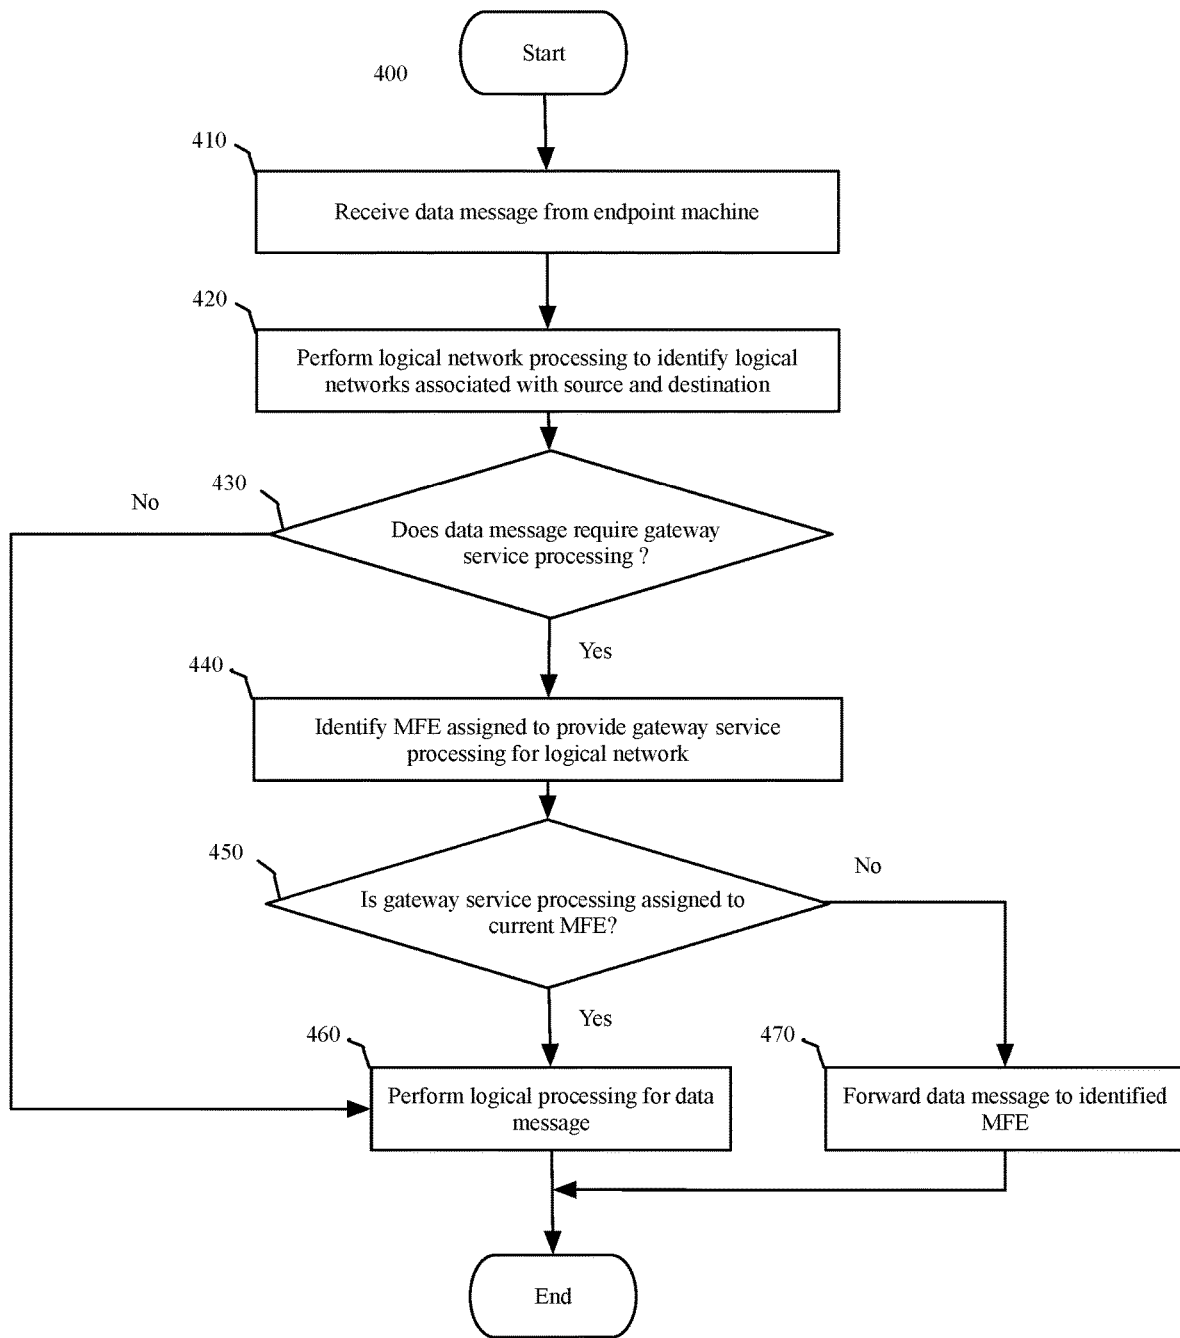 Start
400
410
Receive data message from endpoint machine
420
Perform logical network processing to identify logical
networks associated with source and destination
430
No
Does data message require gateway
service processing ?
Yes
440
Identify MFE assigned to provide gateway service
processing for logical network
450
No
Is gateway service processing assigned to
current MFE?
Yes
460
470
Perform logical processing for data
message
Forward data message to identified
MFE
End